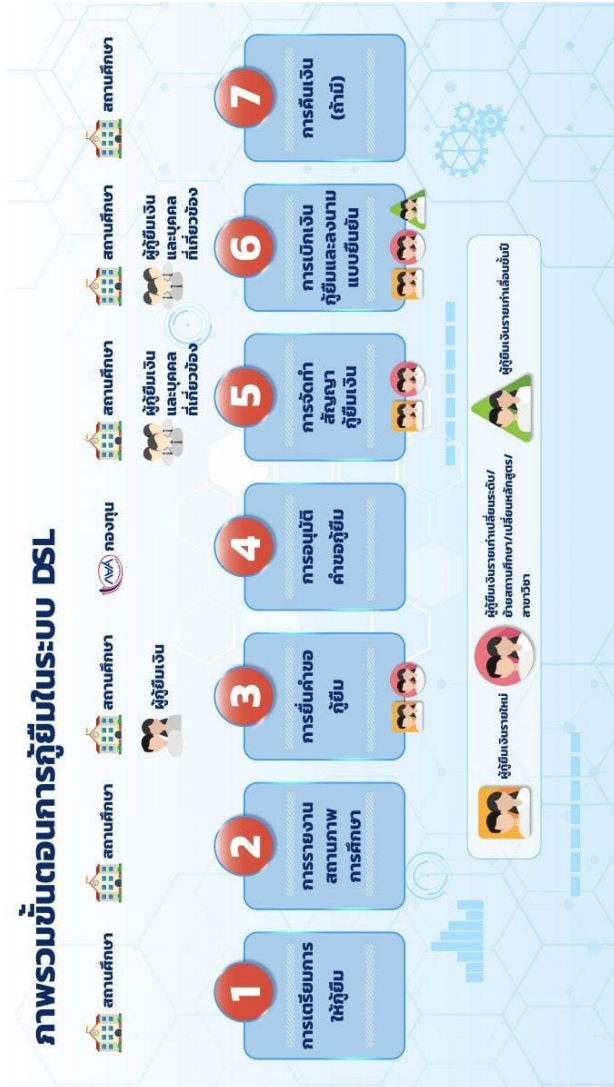 ภาพรวมขั้นตอนการกู้ยืมในระบบ DSL
สถานศึกษา
1
การเตรียมการ
ให้กู้ยืม
สถานศึกษา
2
การรายงาน
สถานภาพ
การศึกษา
สถานศึกษา
ผู้กู้ยืมเงิน
3
การยื่นคำขอ
กู้ยืม
กองทุน
4
การอนุมัติ
คำขอกู้ยืม
สถานศึกษา
ผู้กู้ยืมเงิน
และบุคคล
ที่เกี่ยวข้อง
5
การจัดทำ
สัญญา
กู้ยืมเงิน
สถานศึกษา
ผู้กู้ยืมเงิน
และบุคคล
ที่เกี่ยวข้อง
6
การเบิกเงิน
กู้ยืมและลงนาม
แบบยืนยัน
สถานศึกษา
7
การคืนเงิน
(ถ้ามี)
ผู้กู้ยืมเงินรายใหม่
ผู้กู้ยืมเงินรายเก่าเปลี่ยนระดับ/
ย้ายสถานศึกษา/เปลี่ยนหลักสูตร/
สาขาวิชา
ผู้กู้ยืมเงินรายเก่าเลื่อนชั้นปี